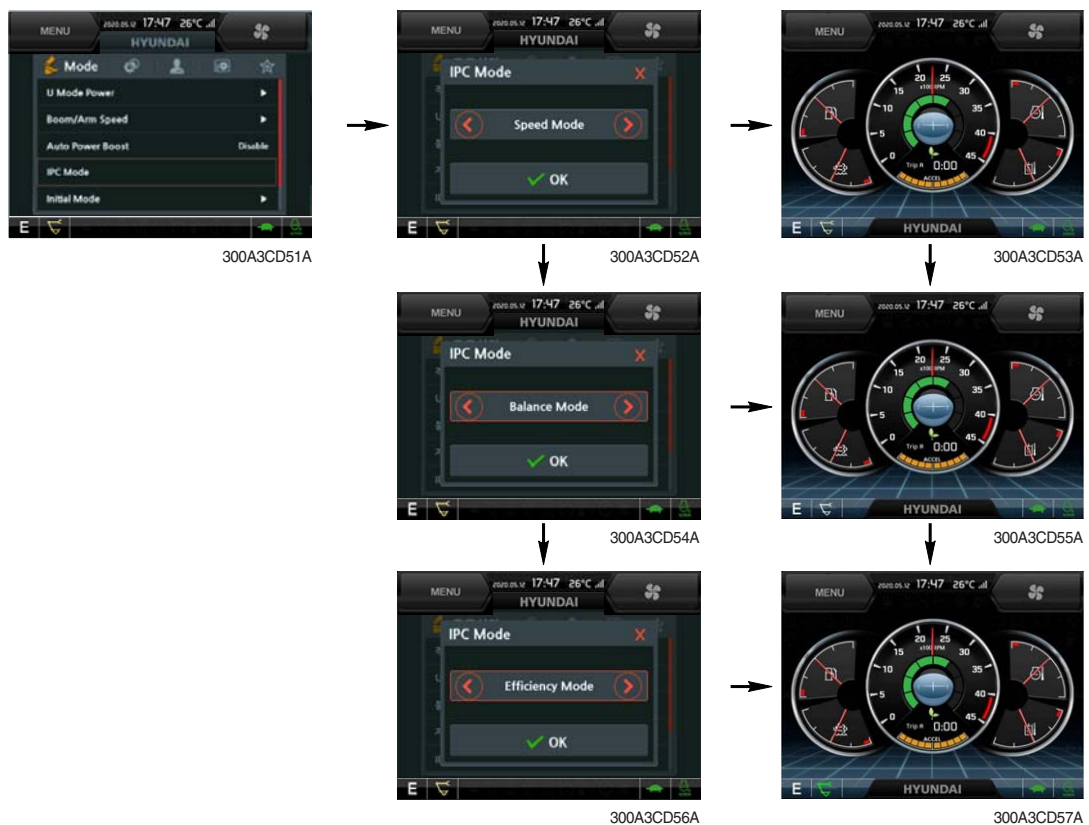 MENU 2020.05.12 17:47 26°C
HYUNDAI
Mode
U Mode Power
Boom/Arm Speed
Auto Power Boost Disable
IPC Mode
Initial Mode
E
300A3CD51A
MENU 2020.05.12 17:47 26°C
HYUNDAI
IPC Mode X
Speed Mode
OK
E
300A3CD52A
MENU 2020.05.12 17:47 26°C
0 5 10 15 20 25 30 35 40 45
x100 RPM
Trip A 0:00
ACCEL
E HYUNDAI
300A3CD53A
MENU 2020.05.12 17:47 26°C
HYUNDAI
IPC Mode X
Balance Mode
OK
E
300A3CD54A
MENU 2020.05.12 17:47 26°C
0 5 10 15 20 25 30 35 40 45
x100 RPM
Trip A 0:00
ACCEL
E HYUNDAI
300A3CD55A
MENU 2020.05.12 17:47 26°C
HYUNDAI
IPC Mode X
Efficiency Mode
OK
E
300A3CD56A
MENU 2020.05.12 17:47 26°C
0 5 10 15 20 25 30 35 40 45
x100 RPM
Trip A 0:00
ACCEL
E HYUNDAI
300A3CD57A